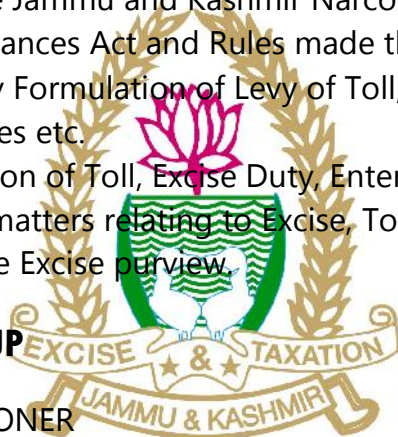 e Jammu and Kashmir Narco
ances Act and Rules made th
y Formulation of Levy of Toll,
es etc.
on of Toll, Excise Duty, Enter
matters relating to Excise, To
e Excise purview.
UP
EXCISE & TAXATION
JAMMU & KASHMIR
ONER